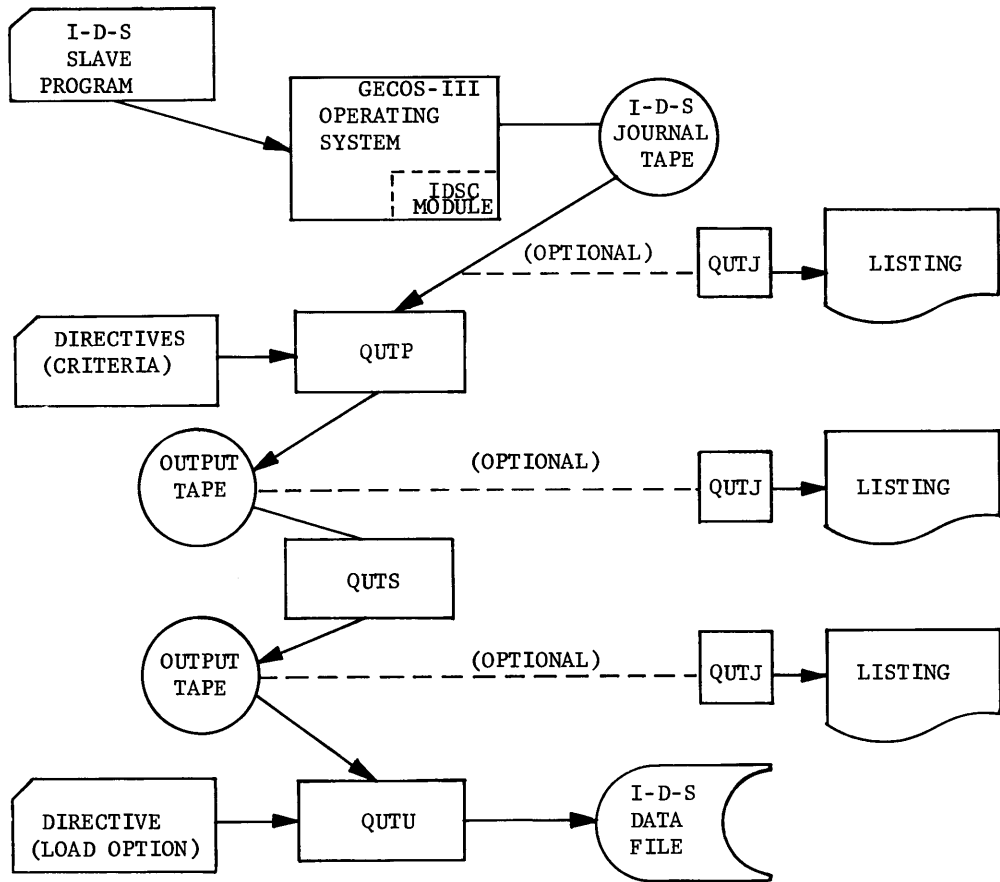 I-D-S
SLAVE
PROGRAM
GECOS-III
OPERATING
SYSTEM
IDSC
MODULE
I-D-S
JOURNAL
TAPE
(OPTIONAL)
QUTJ
LISTING
DIRECTIVES
(CRITERIA)
QUTP
OUTPUT
TAPE
(OPTIONAL)
QUTJ
LISTING
QUTS
OUTPUT
TAPE
(OPTIONAL)
QUTJ
LISTING
DIRECTIVE
(LOAD OPTION)
QUTU
I-D-S
DATA
FILE